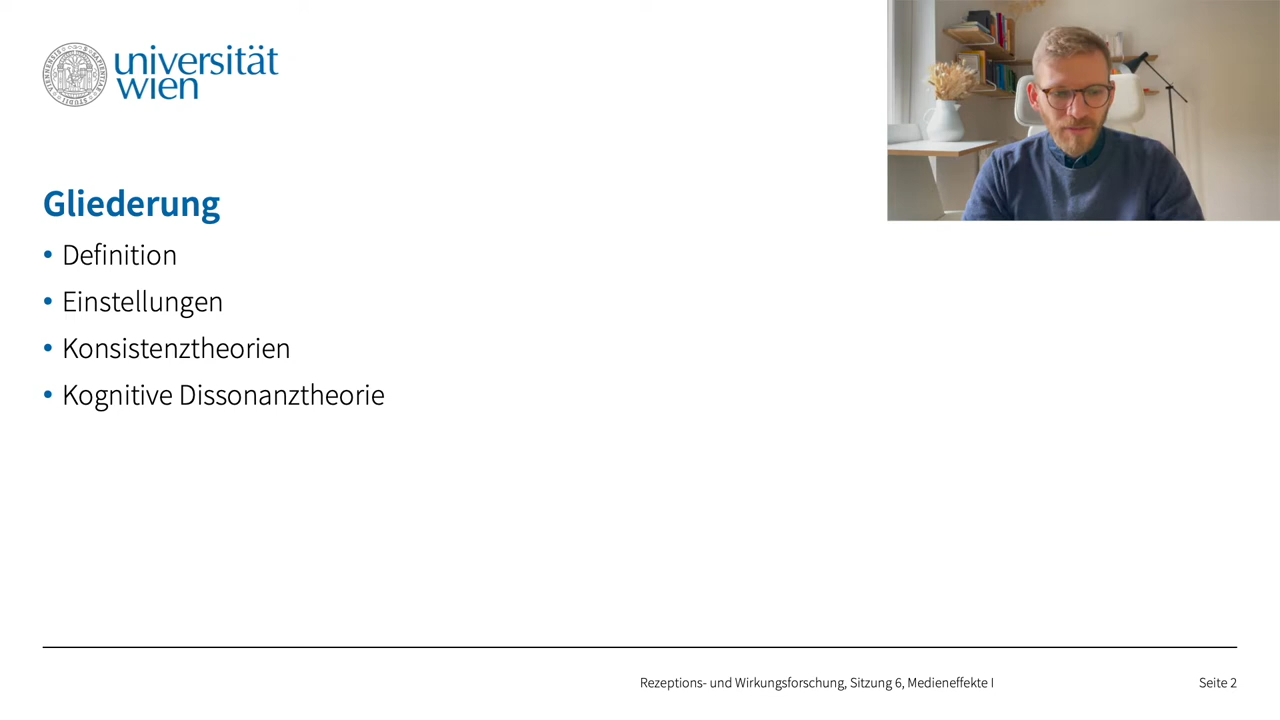 universität
wien
Gliederung
• Definition
• Einstellungen
• Konsistenztheorien
• Kognitive Dissonanztheorie
Rezeptions- und Wirkungsforschung, Sitzung 6, Medieneffekte I
Seite 2